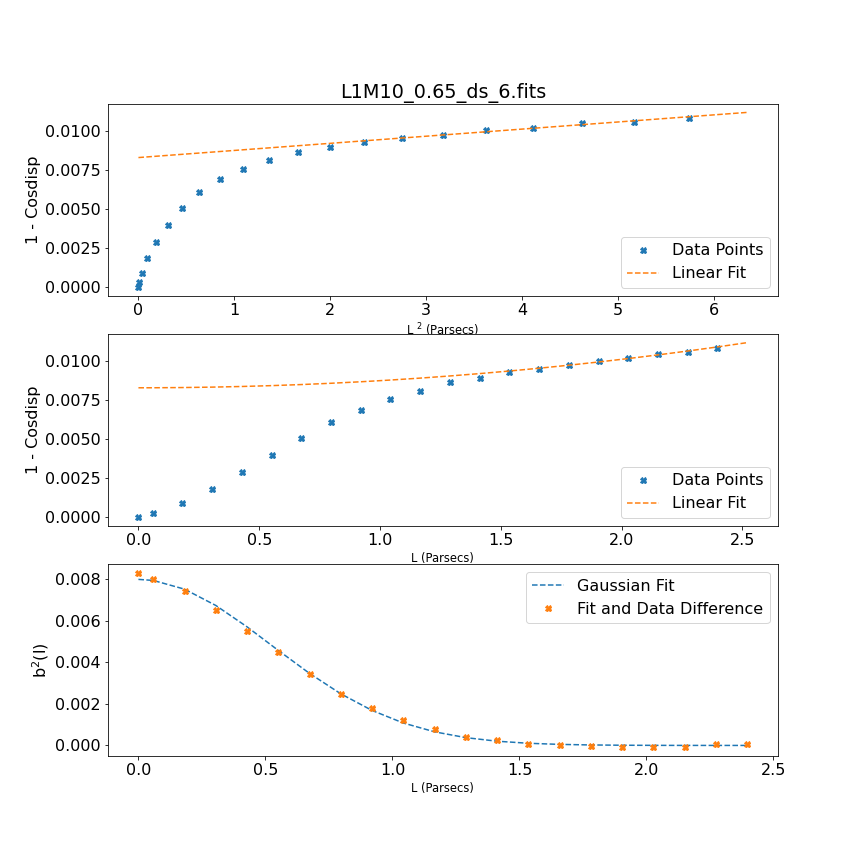 L1M10_0.65_ds_6.fits
1 - Cosdisp
0.0100
0.0075
0.0050
0.0025
0.0000
Data Points
Linear Fit
0 1 2 3 4 5 6
L ² (Parsecs)
1 - Cosdisp
0.0100
0.0075
0.0050
0.0025
0.0000
Data Points
Linear Fit
0.0 0.5 1.0 1.5 2.0 2.5
L (Parsecs)
b²(l)
0.008
0.006
0.004
0.002
0.000
Gaussian Fit
Fit and Data Difference
0.0 0.5 1.0 1.5 2.0 2.5
L (Parsecs)